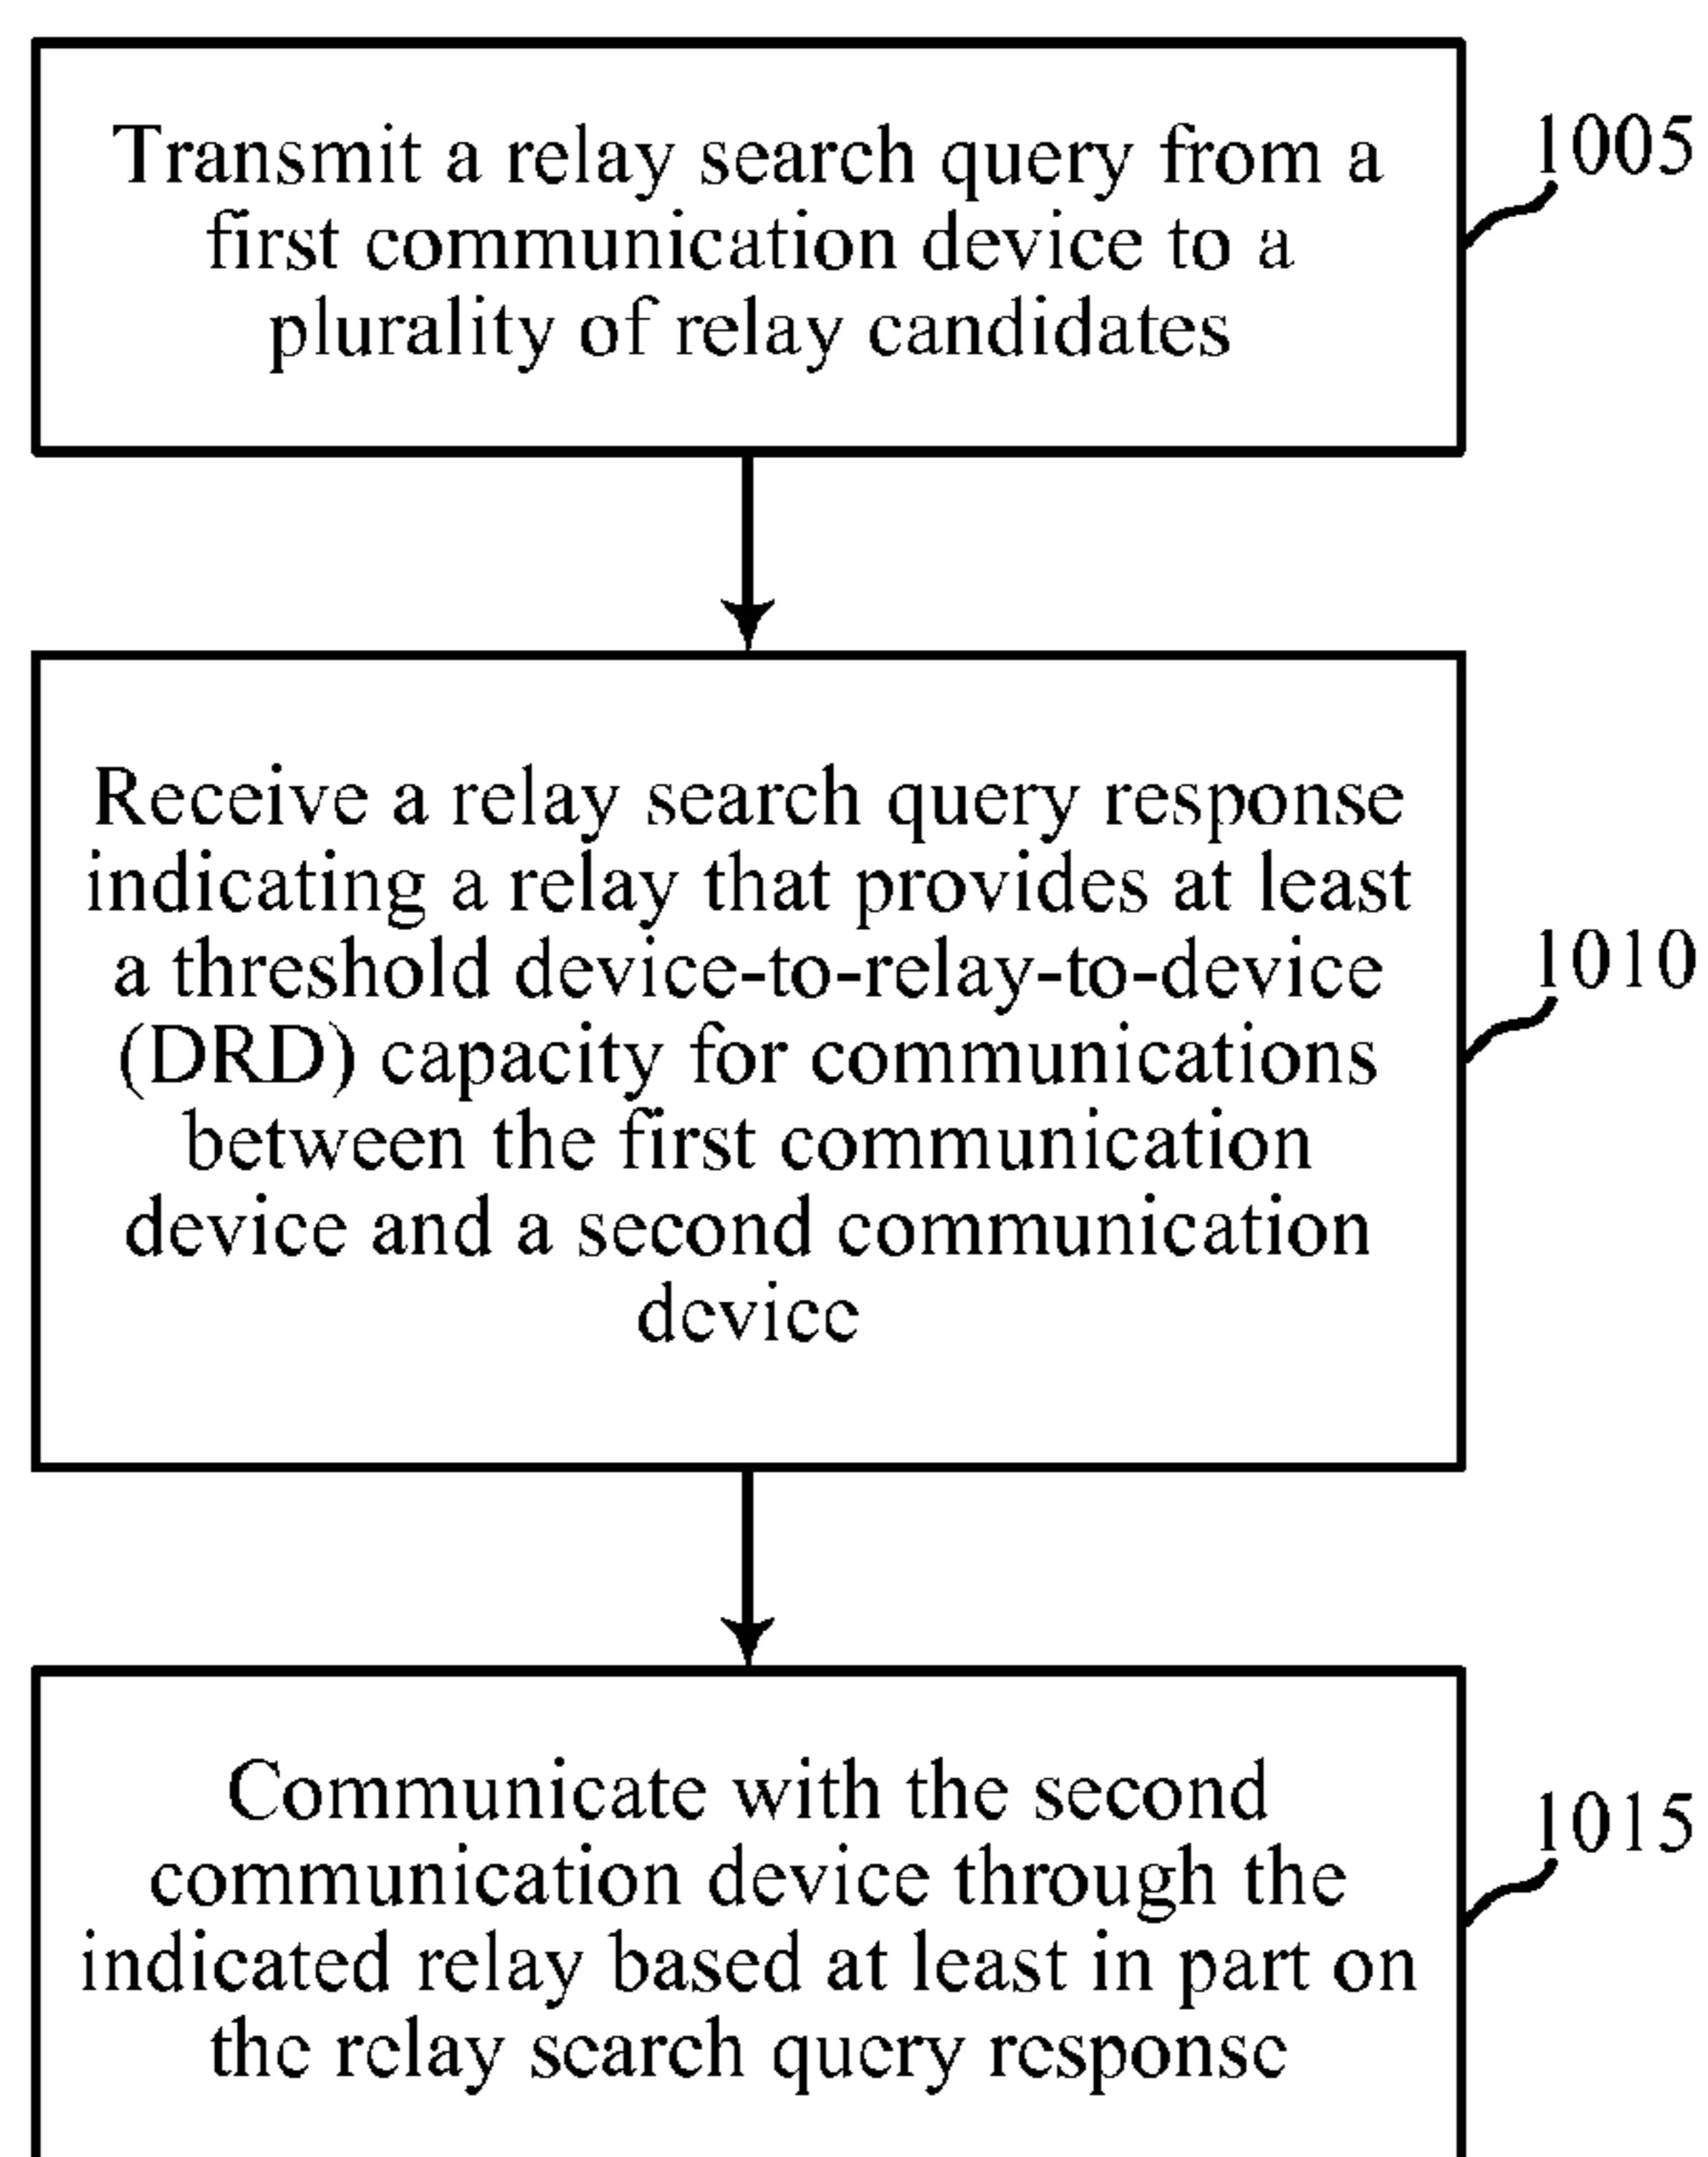 Transmit a relay search query from a
first communication device to a
plurality of relay candidates
1005
Receive a relay search query response
indicating a relay that provides at least
a threshold device-to-relay-to-device
(DRD) capacity for communications
between the first communication
device and a second communication
device
1010
Communicate with the second
communication device through the
indicated relay based at least in part on
the relay search query response
1015